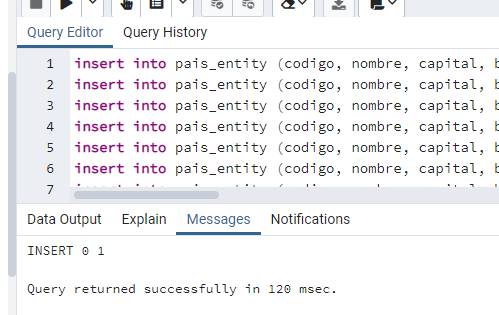 Query Editor Query History
1 insert into pais_entity (codigo, nombre, capital, b
2 insert into pais_entity (codigo, nombre, capital, b
3 insert into pais_entity (codigo, nombre, capital, b
4 insert into pais_entity (codigo, nombre, capital, b
5 insert into pais_entity (codigo, nombre, capital, b
6 insert into pais_entity (codigo, nombre, capital, b
7
Data Output Explain Messages Notifications
INSERT 0 1
Query returned successfully in 120 msec.